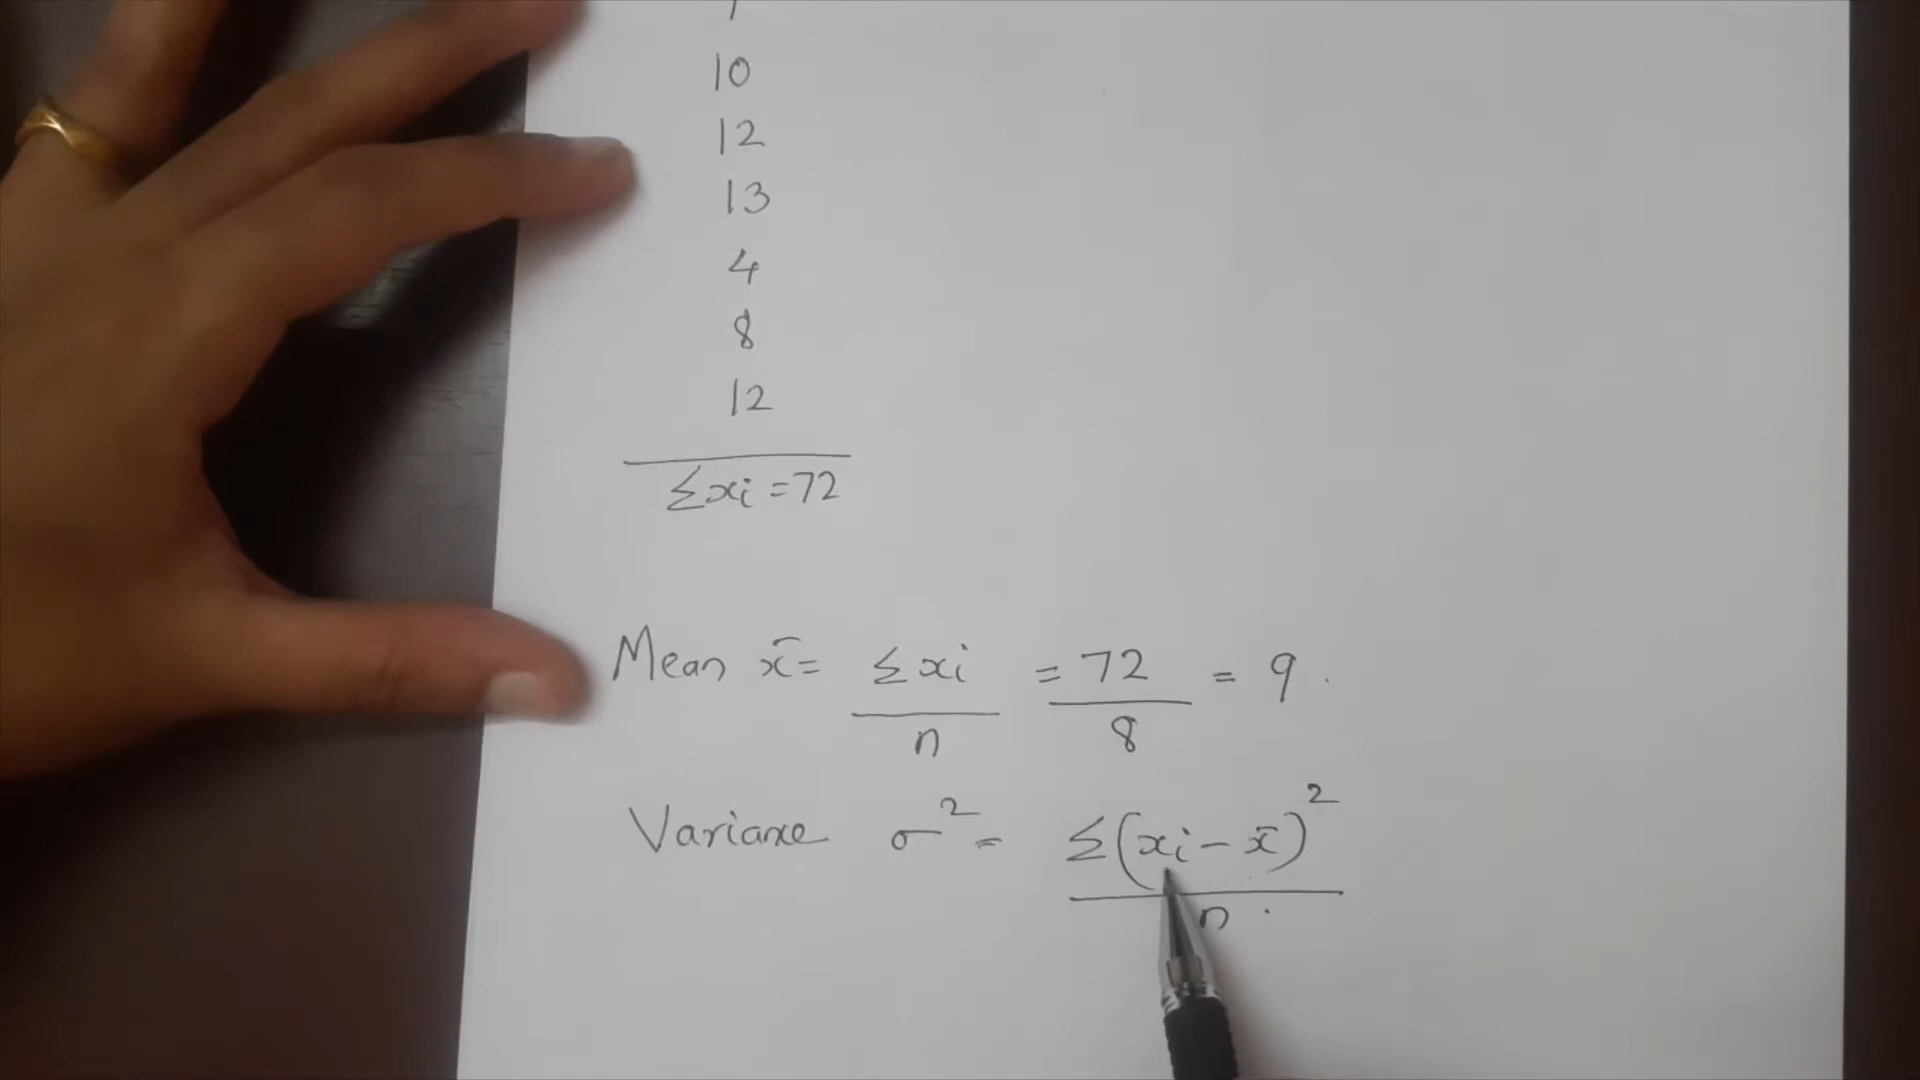 10
12
13
4
8
12
Σxi = 72
Mean x̄ = Σxi / n = 72 / 8 = 9.
Variance σ² = Σ(xi - x̄)² / n